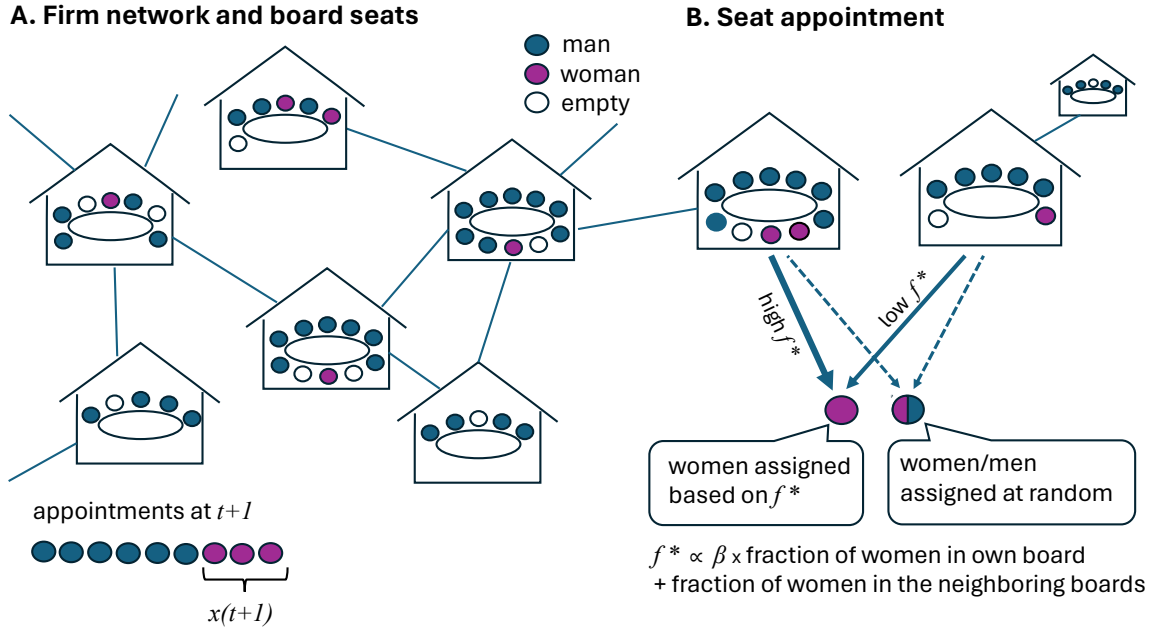 A. Firm network and board seats
man
woman
empty
appointments at t+1
x(t+1)
B. Seat appointment
high f*
low f*
women assigned
based on f*
women/men
assigned at random
f* ∝ β x fraction of women in own board
+ fraction of women in the neighboring boards